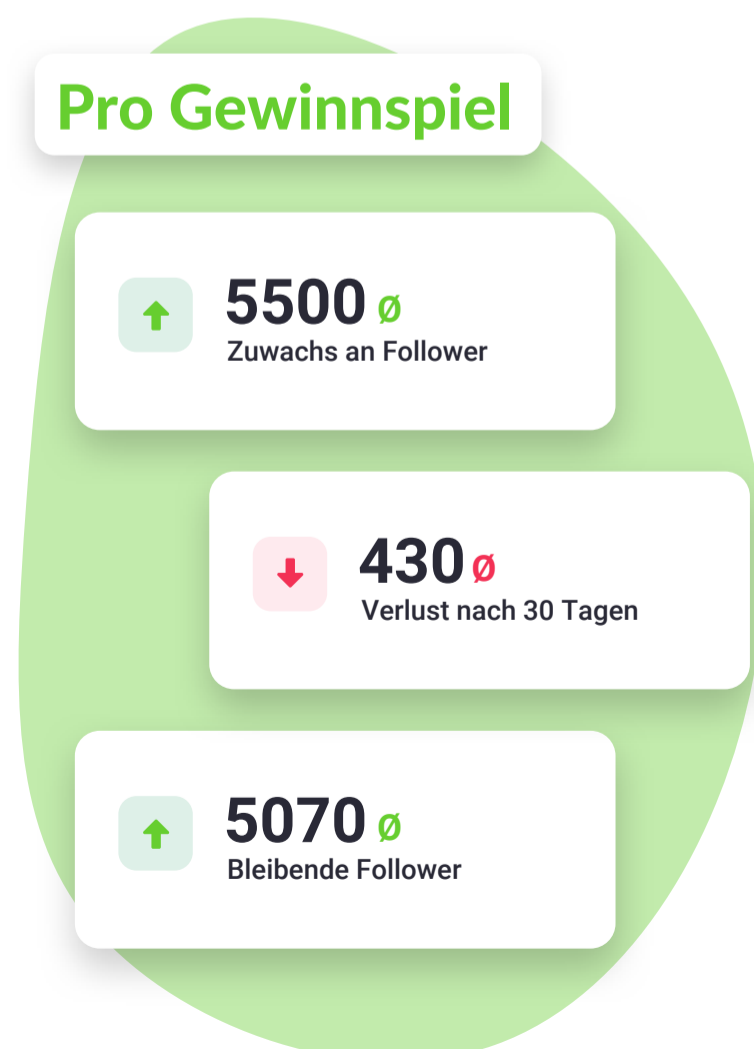 Pro Gewinnspiel
5500 Ø
Zuwachs an Follower
430 Ø
Verlust nach 30 Tagen
5070 Ø
Bleibende Follower